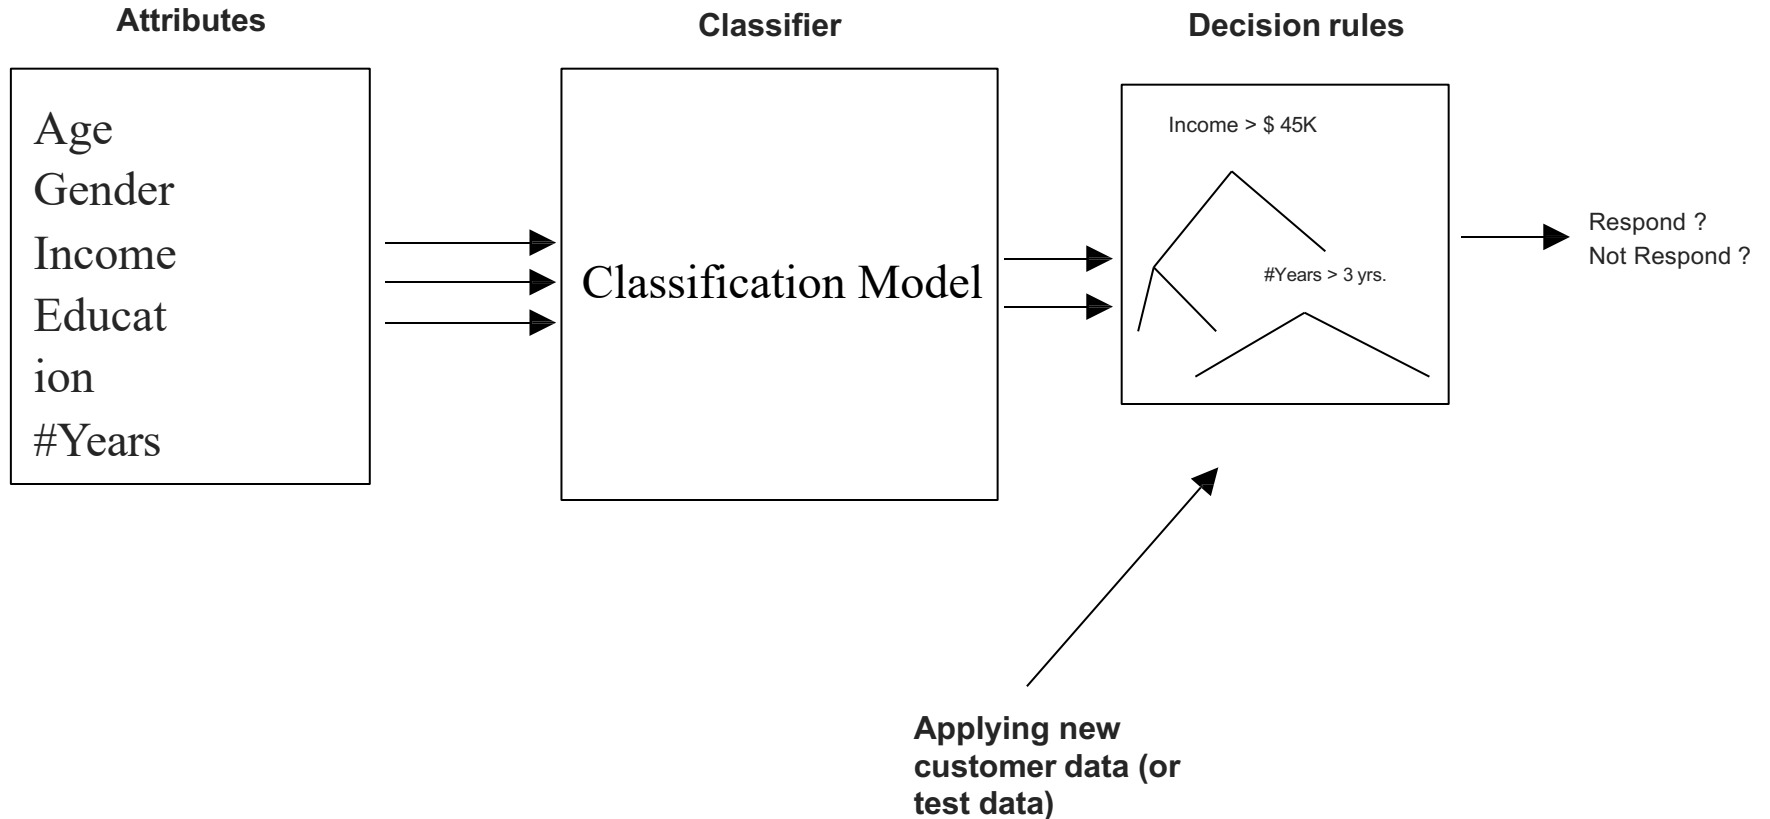 Attributes
Age
Gender
Income
Educat
ion
#Years
Classifier
Classification Model
Decision rules
Income > $ 45K
#Years > 3 yrs.
Respond ?
Not Respond ?
Applying new
customer data (or
test data)